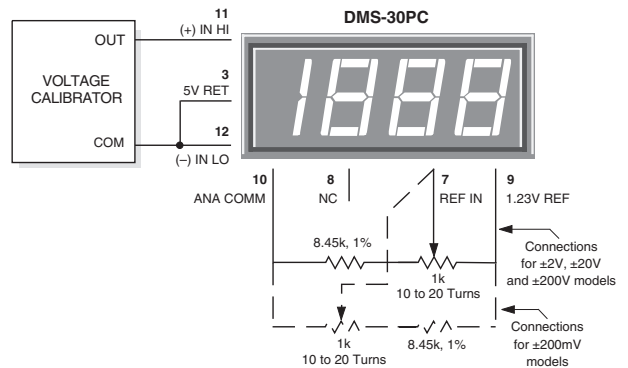 DMS-30PC
11
(+) IN HI
OUT
VOLTAGE
CALIBRATOR
3
5V RET
COM
12
(–) IN LO
1888
10
ANA COMM
8
NC
7
REF IN
9
1.23V REF
8.45k, 1%
1k
10 to 20 Turns
Connections
for ±2V, ±20V
and ±200V models
1k
10 to 20 Turns
8.45k, 1%
Connections
for ±200mV
models